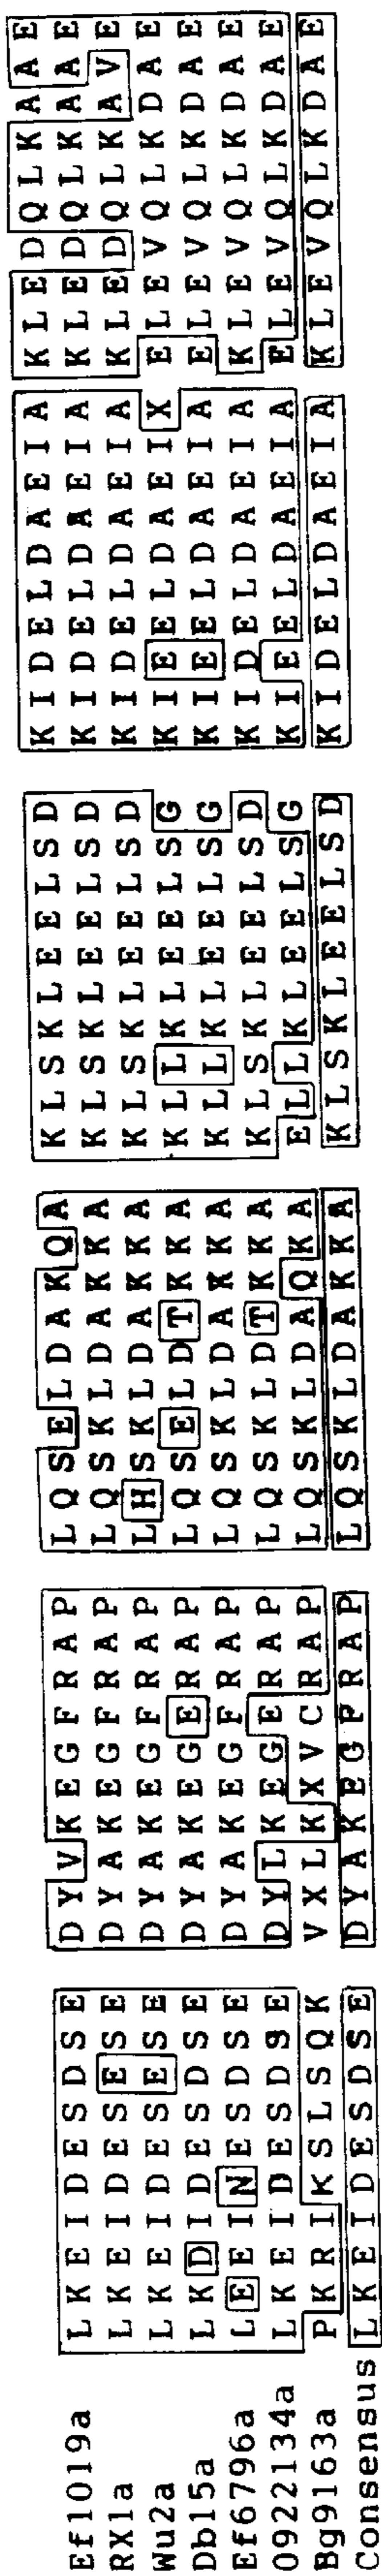 Ef1019a LKEIDESDSE DYVKEGFRAP LQSELDAKQA KLSKLEELSD KIDELDAEIA KLEDQLKAAE
RX1a LKEIDESESE DYAKEGFRAP LQSKLDAKKA KLSKLEELSD KIDELDAEIA KLEDQLKAAE
Wu2a LKEIDESESE DYAKEGFRAP LHSKLDAKKA KLSKLEELSD KIDELDAEIA KLEDQLKAVE
Db15a LKDIDESDSE DYAKEGERAP LQSELDTKKA KLLKLEELSG KIEELDAEIX ELEVQLKDAE
Ef6796a LEEINESDSE DYAKEGFRAP LQSKLDAKKA KLLKLEELSG KIEELDAEIA ELEVQLKDAE
0922134a LKEIDESDSE DYLKEGERAP LQSKLDTKKA KLSKLEELSD KIDELDAEIA KLEVQLKDAE
Bg9163a PKRIKSLSQK VXLKXVCRAP LQSKLDAQKA ELLKLEELSG KIEELDAEIA ELEVQLKDAE
Consensus LKEIDESDSE DYAKEGPRAP LQSKLDAKKA KLSKLEELSD KIDELDAEIA KLEVQLKDAE